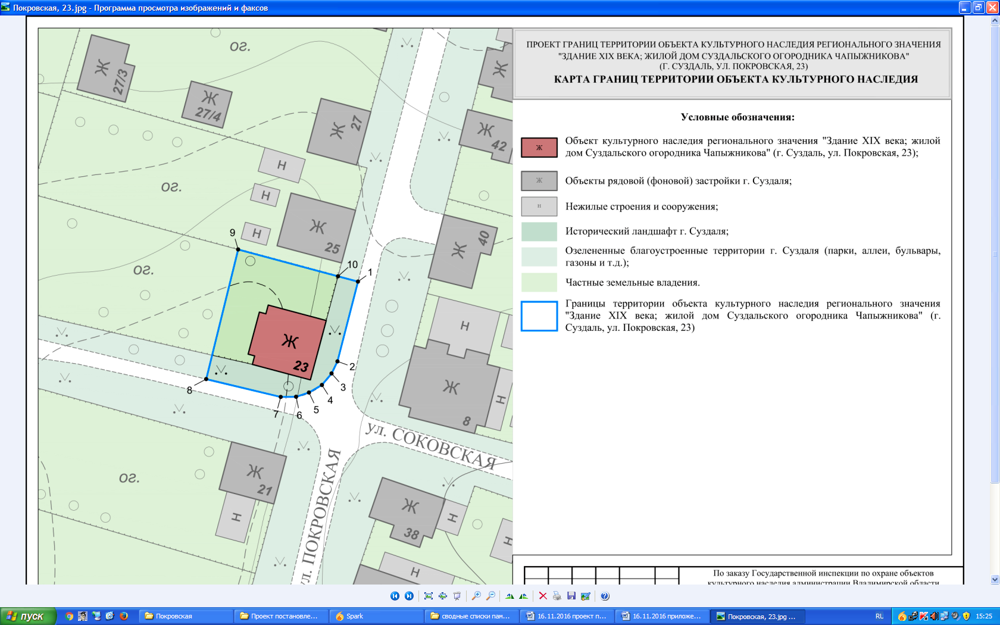 Покровская, 23.jpg - Программа просмотра изображений и факсов
ПРОЕКТ ГРАНИЦ ТЕРРИТОРИИ ОБЪЕКТА КУЛЬТУРНОГО НАСЛЕДИЯ РЕГИОНАЛЬНОГО ЗНАЧЕНИЯ
"ЗДАНИЕ XIX ВЕКА; ЖИЛОЙ ДОМ СУЗДАЛЬСКОГО ОГОРОДНИКА ЧАПЫЖНИКОВА"
(Г. СУЗДАЛЬ, УЛ. ПОКРОВСКАЯ, 23)
КАРТА ГРАНИЦ ТЕРРИТОРИИ ОБЪЕКТА КУЛЬТУРНОГО НАСЛЕДИЯ
Условные обозначения:
Ж
Объект культурного наследия регионального значения "Здание XIX века; жилой
дом Суздальского огородника Чапыжникова" (г. Суздаль, ул. Покровская, 23);
Ж
Объекты рядовой (фоновой) застройки г. Суздаля;
н
Нежилые строения и сооружения;
Исторический ландшафт г. Суздаля;
Озелененные благоустроенные территории г. Суздаля (парки, аллеи, бульвары,
газоны и т.д.);
Частные земельные владения.
Границы территории объекта культурного наследия регионального значения
"Здание XIX века; жилой дом Суздальского огородника Чапыжникова" (г.
Суздаль, ул. Покровская, 23)
ог.
Ж
27/3
Ж
27/4
Ж
27
Ж
Ж
42
н
ог.
н
Ж
25
н
Ж
40
9
10
1
ог.
н
Ж
23
2
3
4
5
6
7
8
Ж
8
н
ул. СОКОВСКАЯ
ул. ПОКРОВСКАЯ
ог.
Ж
21
н
Ж
38
н
н
н
По заказу Государственной инспекции по охране объектов
культурного наследия администрации Владимирской области
пуск
Покровская
Проект постановле...
Spark
сводные списки пам...
16.11.2016 проект п...
16.11.2016 приложе...
Покровская, 23.jpg ...
RU
15:25